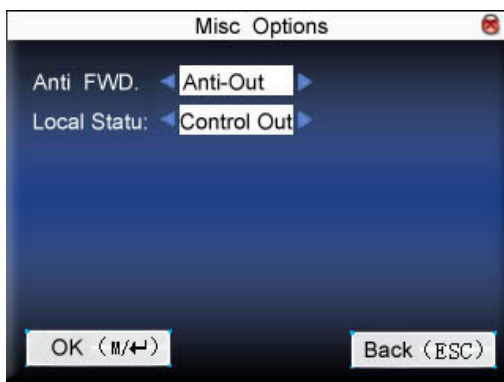 Misc Options
Anti FWD. Anti-Out
Local Statu: Control Out
OK (M/↵) Back (ESC)